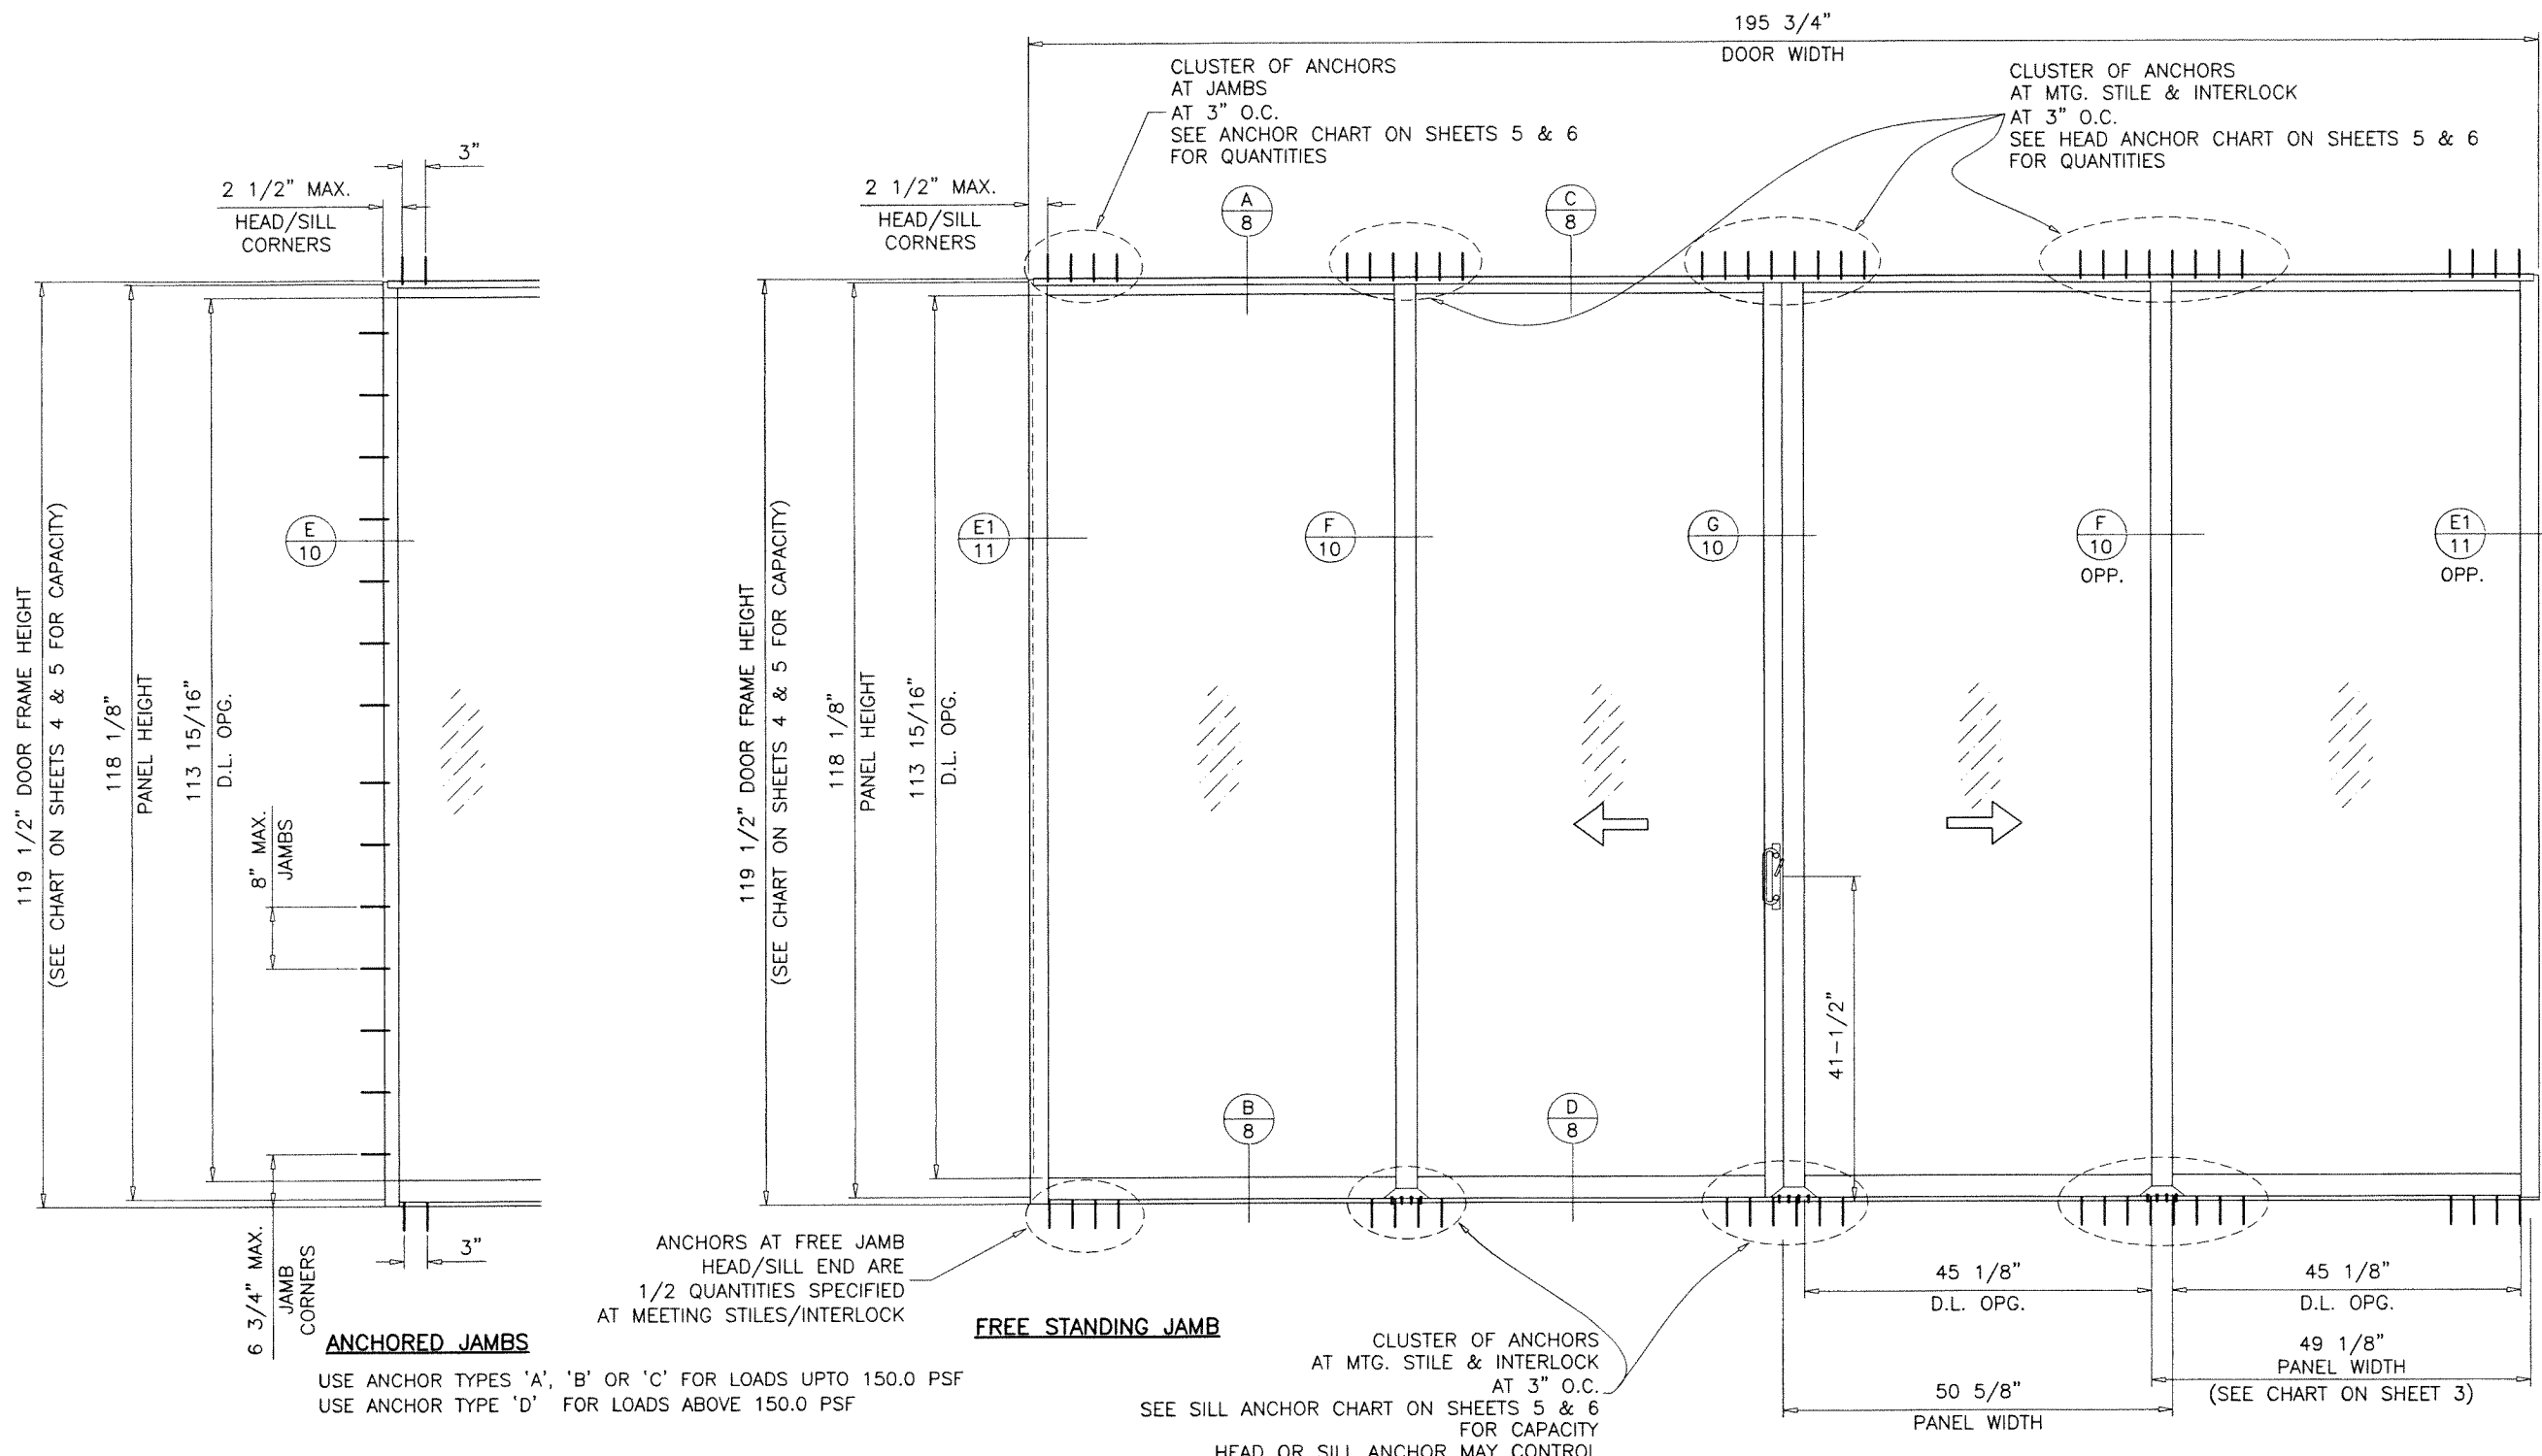 195 3/4"
DOOR WIDTH
CLUSTER OF ANCHORS
AT JAMBS
AT 3" O.C.
SEE ANCHOR CHART ON SHEETS 5 & 6
FOR QUANTITIES
CLUSTER OF ANCHORS
AT MTG. STILE & INTERLOCK
AT 3" O.C.
SEE HEAD ANCHOR CHART ON SHEETS 5 & 6
FOR QUANTITIES
3"
2 1/2" MAX.
HEAD/SILL
CORNERS
2 1/2" MAX.
HEAD/SILL
CORNERS
A
8
C
8
119 1/2" DOOR FRAME HEIGHT
(SEE CHART ON SHEETS 4 & 5 FOR CAPACITY)
118 1/8"
PANEL HEIGHT
113 15/16"
D.L. OPG.
E
10
8" MAX.
JAMBS
6 3/4" MAX.
JAMB
CORNERS
3"
119 1/2" DOOR FRAME HEIGHT
(SEE CHART ON SHEETS 4 & 5 FOR CAPACITY)
118 1/8"
PANEL HEIGHT
113 15/16"
D.L. OPG.
E1
11
F
10
G
10
F
10
OPP.
E1
11
OPP.
41-1/2"
B
8
D
8
ANCHORS AT FREE JAMB
HEAD/SILL END ARE
1/2 QUANTITIES SPECIFIED
AT MEETING STILES/INTERLOCK
ANCHORED JAMBS
USE ANCHOR TYPES 'A', 'B' OR 'C' FOR LOADS UPTO 150.0 PSF
USE ANCHOR TYPE 'D' FOR LOADS ABOVE 150.0 PSF
FREE STANDING JAMB
CLUSTER OF ANCHORS
AT MTG. STILE & INTERLOCK
AT 3" O.C.
SEE SILL ANCHOR CHART ON SHEETS 5 & 6
FOR CAPACITY
HEAD OR SILL ANCHOR MAY CONTROL
45 1/8"
D.L. OPG.
45 1/8"
D.L. OPG.
49 1/8"
PANEL WIDTH
(SEE CHART ON SHEET 3)
50 5/8"
PANEL WIDTH